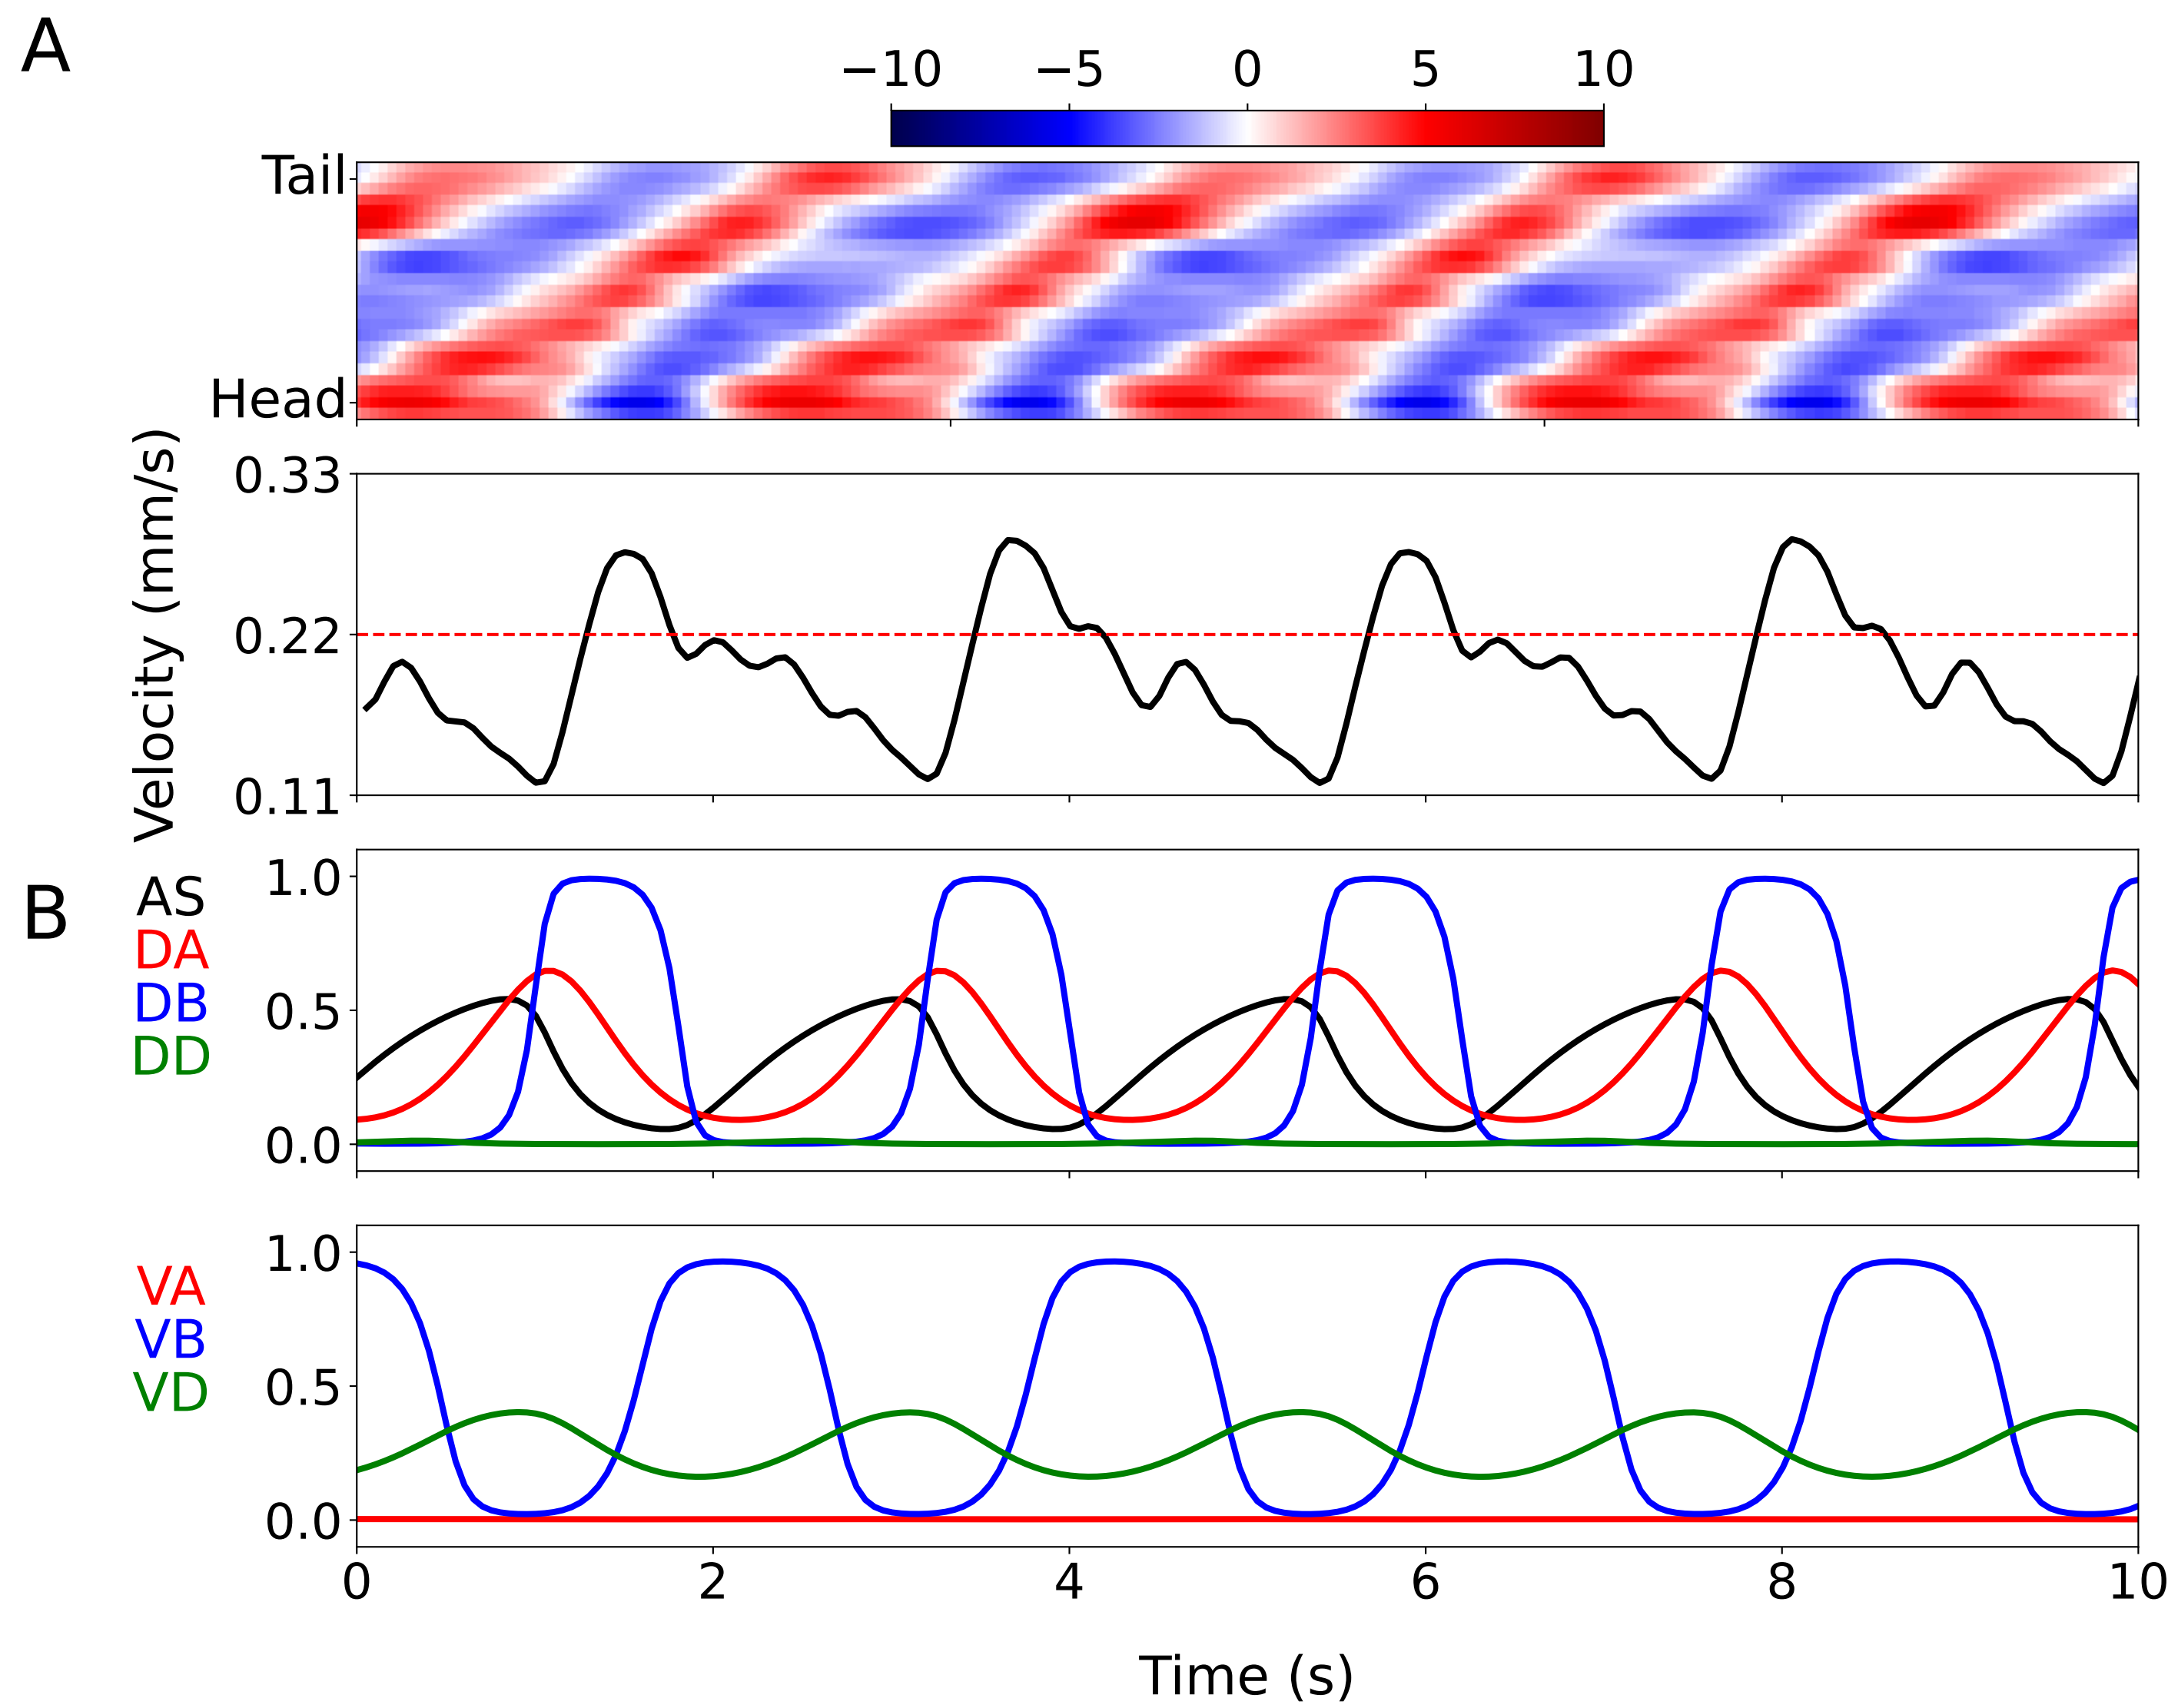 A
−10 −5 0 5 10
Tail
Head
Velocity (mm/s)
0.33
0.22
0.11
B
AS
DA
DB
DD
1.0
0.5
0.0
VA
VB
VD
1.0
0.5
0.0
0 2 4 6 8 10
Time (s)